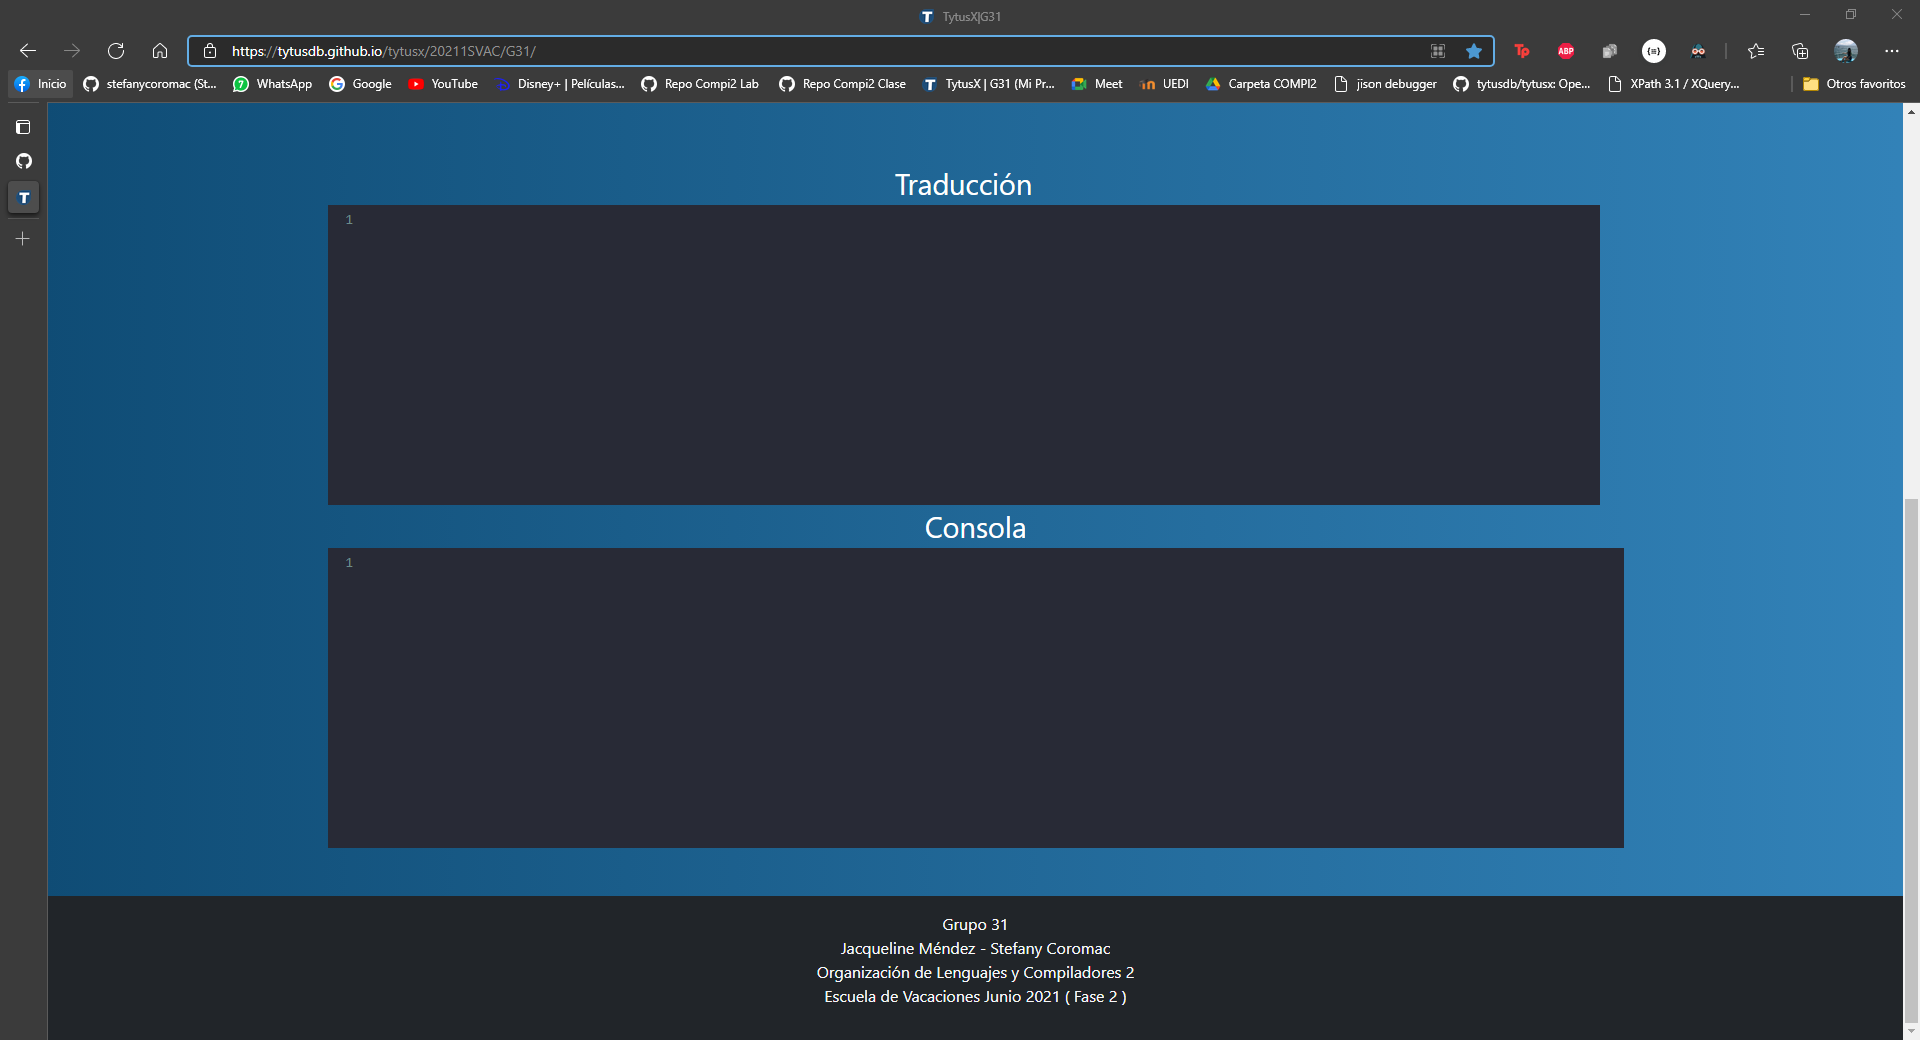 TytusX|G31
https://tytusdb.github.io/tytusx/20211SVAC/G31/
ABP
Inicio
stefanycoromac (St...
WhatsApp
Google
YouTube
Disney+ | Películas...
Repo Compi2 Lab
Repo Compi2 Clase
TytusX | G31 (Mi Pr...
Meet
UEDI
Carpeta COMPI2
jison debugger
tytusdb/tytusx: Ope...
XPath 3.1 / XQuery...
Otros favoritos
Traducción
1
Consola
1
Grupo 31
Jacqueline Méndez - Stefany Coromac
Organización de Lenguajes y Compiladores 2
Escuela de Vacaciones Junio 2021 ( Fase 2 )